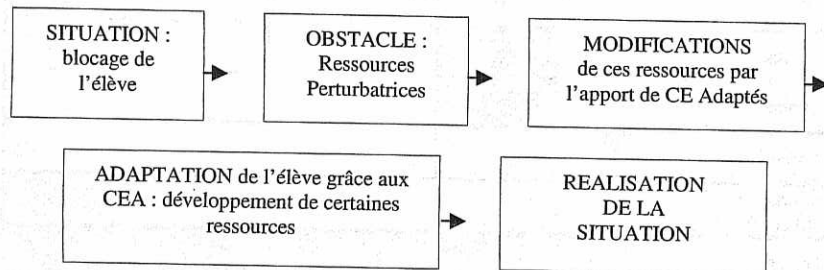 SITUATION :
blocage de
l'élève
OBSTACLE :
Ressources
Perturbatrices
MODIFICATIONS
de ces ressources par
l'apport de CE Adaptés
ADAPTATION de l'élève grâce aux
CEA : développement de certaines
ressources
REALISATION
DE LA
SITUATION